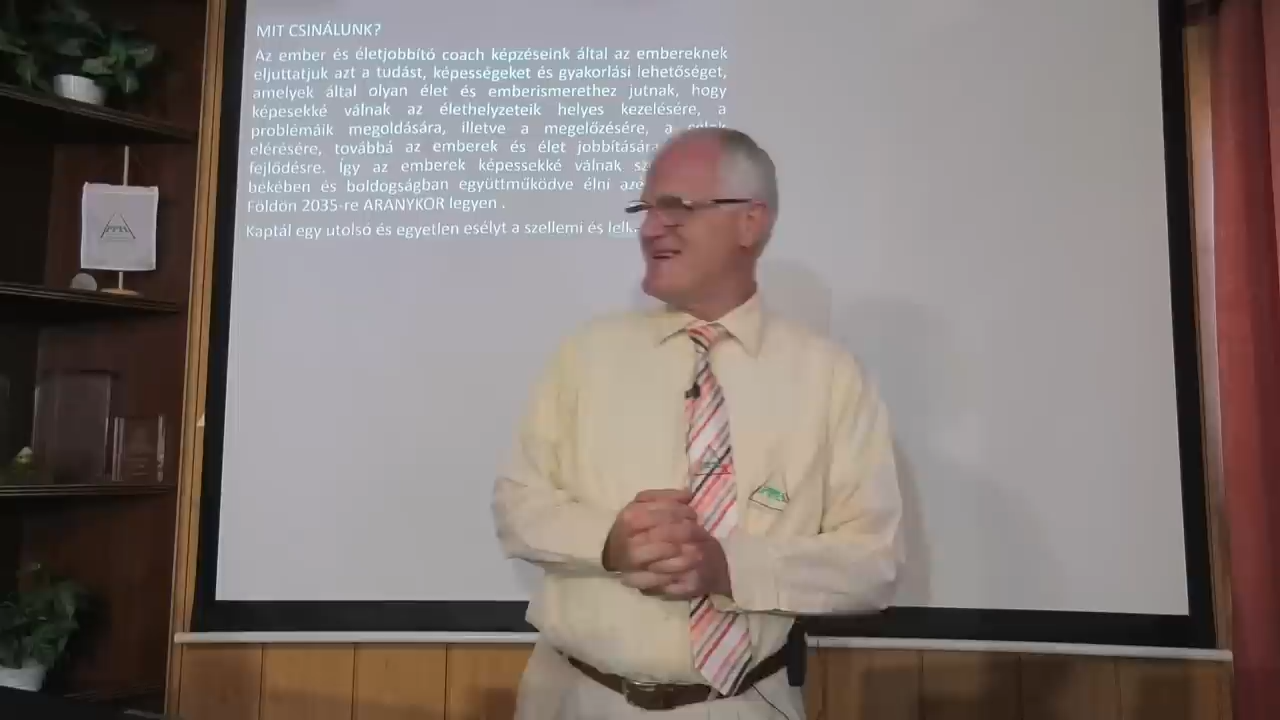 MIT CSINÁLUNK?
Az ember és életjobbító coach képzéseink által az embereknek
eljuttatjuk azt a tudást, képességeket és gyakorlási lehetőséget,
amelyek által olyan élet és emberismerethez jutnak, hogy
képesekké válnak az élethelyzeteik helyes kezelésére, a
problémáik megoldására, illetve a megelőzésére, a célok
elérésére, továbbá az emberek és élet jobbítására
fejlődésre. Így az emberek képessekké válnak
békében és boldogságban együttműködve élni
Földön 2035-re ARANYKOR legyen .
Kaptál egy utolsó és egyetlen esélyt a szellemi és